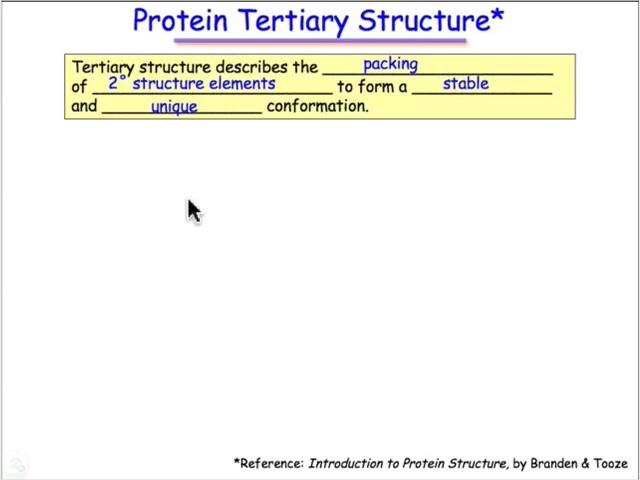 Protein Tertiary Structure*
Tertiary structure describes the packing
of 2° structure elements to form a stable
and unique conformation.
*Reference: Introduction to Protein Structure, by Branden & Tooze